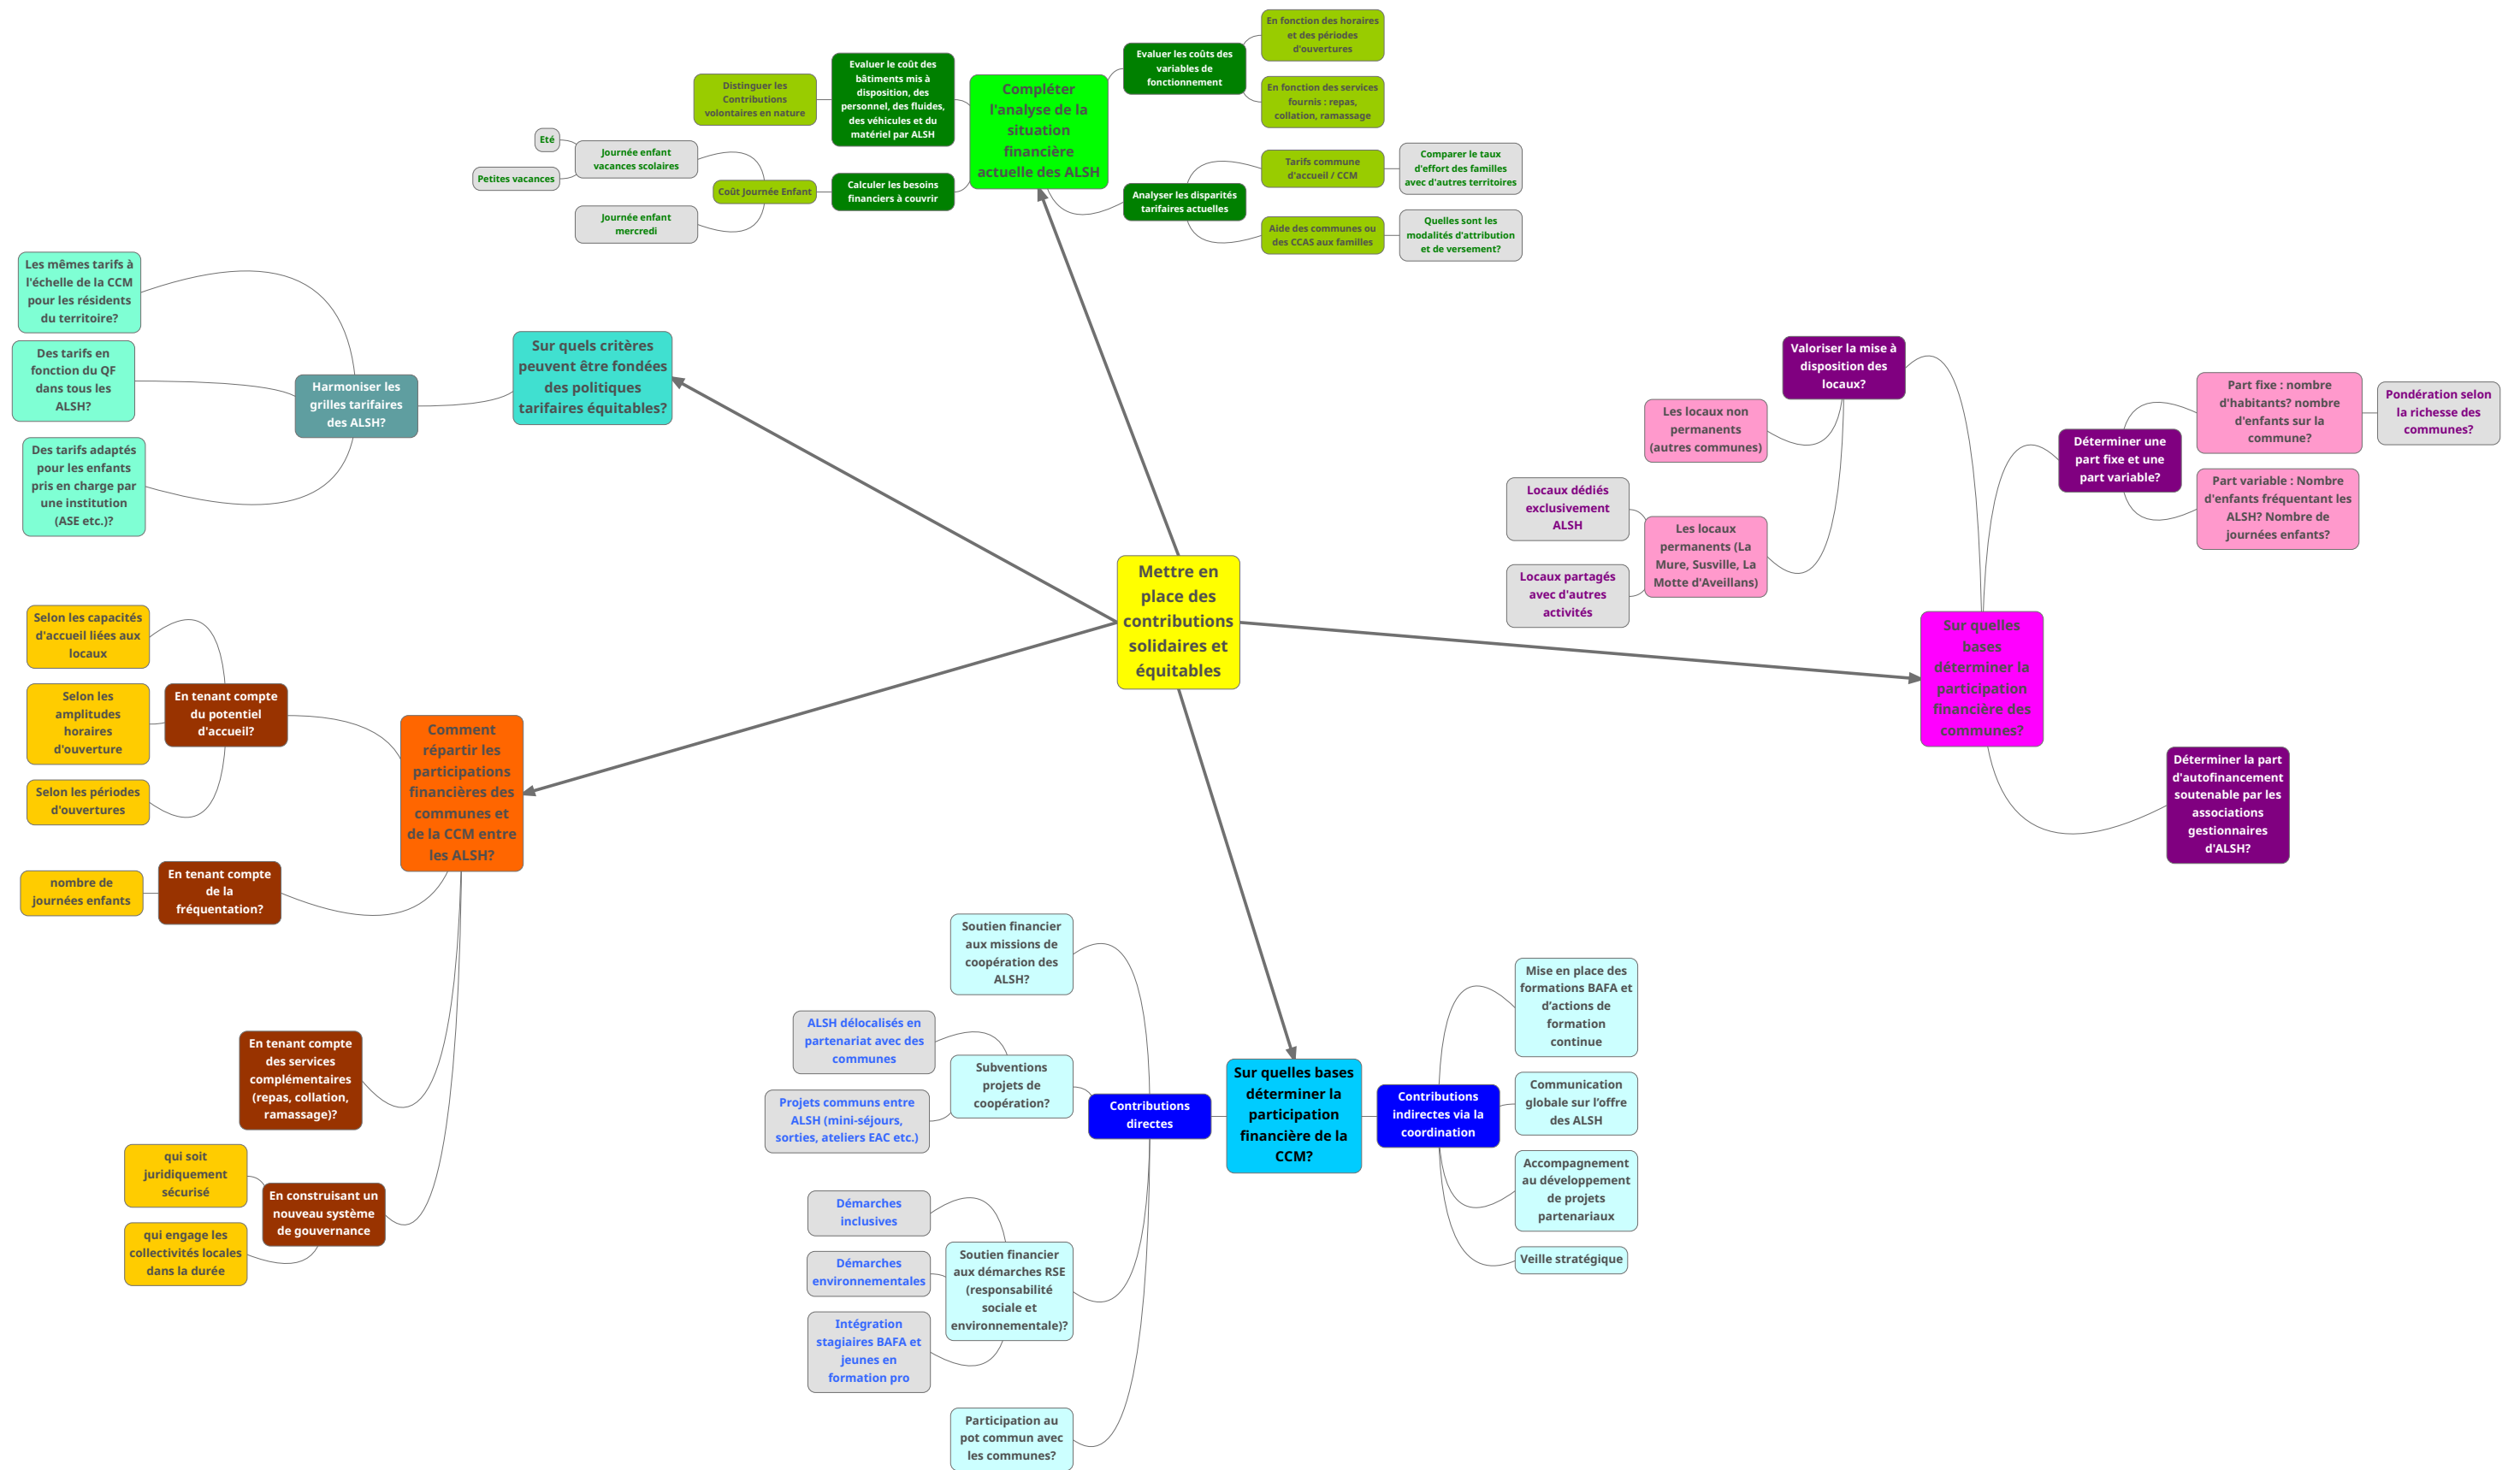 Mettre en
place des
contributions
solidaires et
équitables
Compléter
l'analyse de la
situation
financière
actuelle des ALSH
Evaluer les coûts des
variables de
fonctionnement
En fonction des horaires
et des périodes
d'ouvertures
En fonction des services
fournis : repas,
collation, ramassage
Analyser les disparités
tarifaires actuelles
Tarifs commune
d'accueil / CCM
Comparer le taux
d'effort des familles
avec d'autres territoires
Aide des communes ou
des CCAS aux familles
Quelles sont les
modalités d'attribution
et de versement?
Evaluer le coût des
bâtiments mis à
disposition, des
personnel, des fluides,
des véhicules et du
matériel par ALSH
Distinguer les
Contributions
volontaires en nature
Calculer les besoins
financiers à couvrir
Coût Journée Enfant
Journée enfant
vacances scolaires
Eté
Petites vacances
Journée enfant
mercredi
Sur quels critères
peuvent être fondées
des politiques
tarifaires équitables?
Harmoniser les
grilles tarifaires
des ALSH?
Les mêmes tarifs à
l'échelle de la CCM
pour les résidents
du territoire?
Des tarifs en
fonction du QF
dans tous les
ALSH?
Des tarifs adaptés
pour les enfants
pris en charge par
une institution
(ASE etc.)?
Sur quelles
bases
déterminer la
participation
financière des
communes?
Valoriser la mise à
disposition des
locaux?
Les locaux non
permanents
(autres communes)
Les locaux
permanents (La
Mure, Susville, La
Motte d'Aveillans)
Locaux dédiés
exclusivement
ALSH
Locaux partagés
avec d'autres
activités
Déterminer une
part fixe et une
part variable?
Part fixe : nombre
d'habitants? nombre
d'enfants sur la
commune?
Pondération selon
la richesse des
communes?
Part variable : Nombre
d'enfants fréquentant les
ALSH? Nombre de
journées enfants?
Déterminer la part
d'autofinancement
soutenable par les
associations
gestionnaires
d'ALSH?
Comment
répartir les
participations
financières des
communes et
de la CCM entre
les ALSH?
En tenant compte
du potentiel
d'accueil?
Selon les capacités
d'accueil liées aux
locaux
Selon les
amplitudes
horaires
d'ouverture
Selon les périodes
d'ouvertures
En tenant compte
de la
fréquentation?
nombre de
journées enfants
En tenant compte
des services
complémentaires
(repas, collation,
ramassage)?
En construisant un
nouveau système
de gouvernance
qui soit
juridiquement
sécurisé
qui engage les
collectivités locales
dans la durée
Sur quelles bases
déterminer la
participation
financière de la
CCM?
Contributions
directes
Soutien financier
aux missions de
coopération des
ALSH?
Subventions
projets de
coopération?
ALSH délocalisés en
partenariat avec des
communes
Projets communs entre
ALSH (mini-séjours,
sorties, ateliers EAC etc.)
Soutien financier
aux démarches RSE
(responsabilité
sociale et
environnementale)?
Démarches
inclusives
Démarches
environnementales
Intégration
stagiaires BAFA et
jeunes en
formation pro
Participation au
pot commun avec
les communes?
Contributions
indirectes via la
coordination
Mise en place des
formations BAFA et
d’actions de
formation
continue
Communication
globale sur l’offre
des ALSH
Accompagnement
au développement
de projets
partenariaux
Veille stratégique